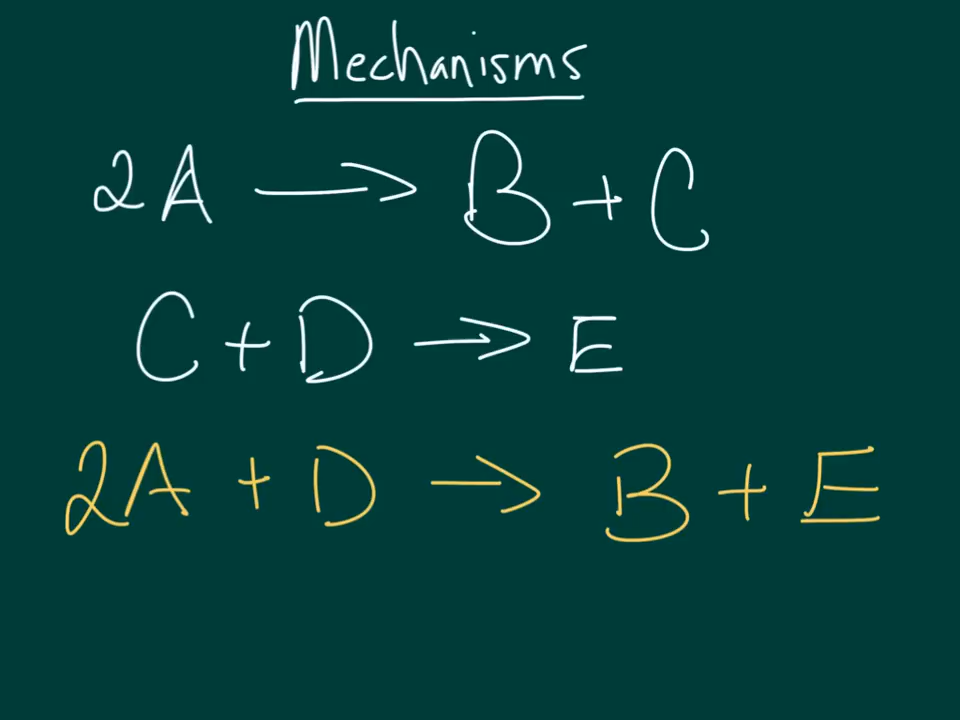 Mechanisms
2A → B + C
C + D → E
2A + D → B + E